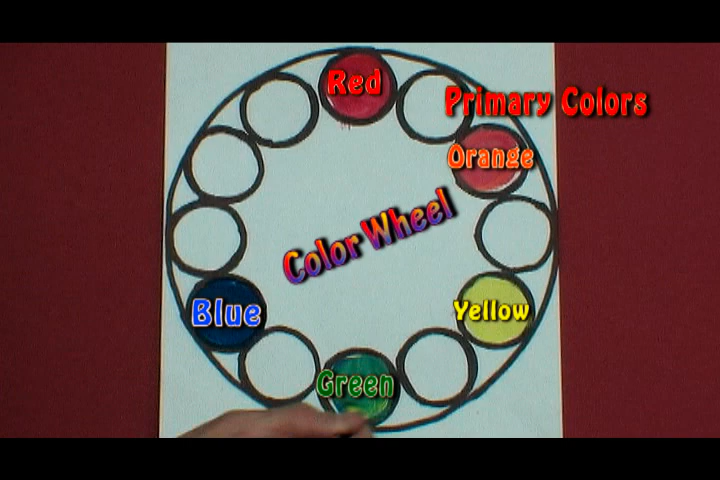 Red
Primary Colors
Orange
Color Wheel
Blue
Yellow
Green